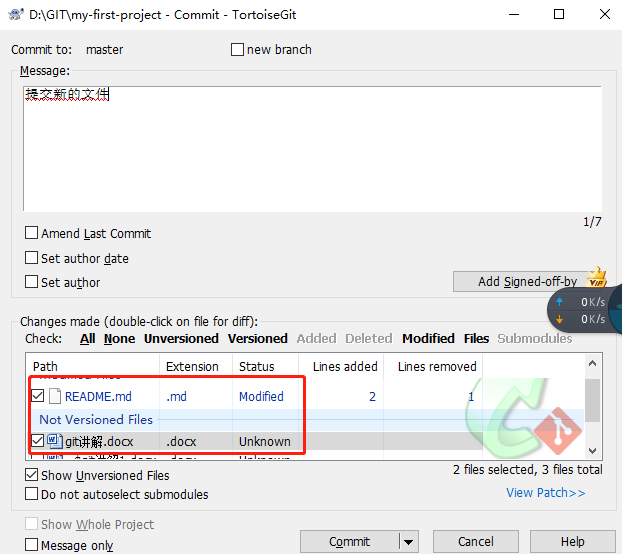 D:\GIT\my-first-project - Commit - TortoiseGit
Commit to: master new branch
Message:
提交新的文件
1/7
Amend Last Commit
Set author date
Set author
Add Signed-off-by
VIP
0K/s
0K/s
Changes made (double-click on file for diff):
Check: All None Unversioned Versioned Added Deleted Modified Files Submodules
Path Extension Status Lines added Lines removed
README.md .md Modified 2 1
Not Versioned Files
git讲解.docx .docx Unknown
Show Unversioned Files
2 files selected, 3 files total
Do not autoselect submodules
View Patch>>
Show Whole Project
Message only
Commit Cancel Help